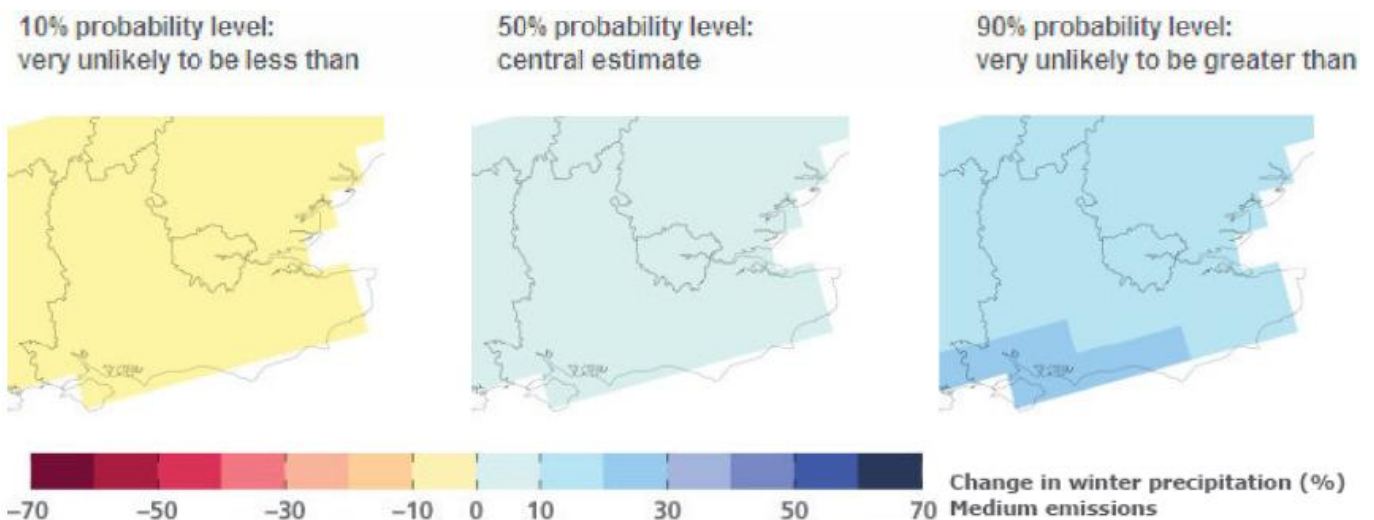 10% probability level:
very unlikely to be less than
50% probability level:
central estimate
90% probability level:
very unlikely to be greater than
−70 −50 −30 −10 0 10 30 50 70
Change in winter precipitation (%)
Medium emissions